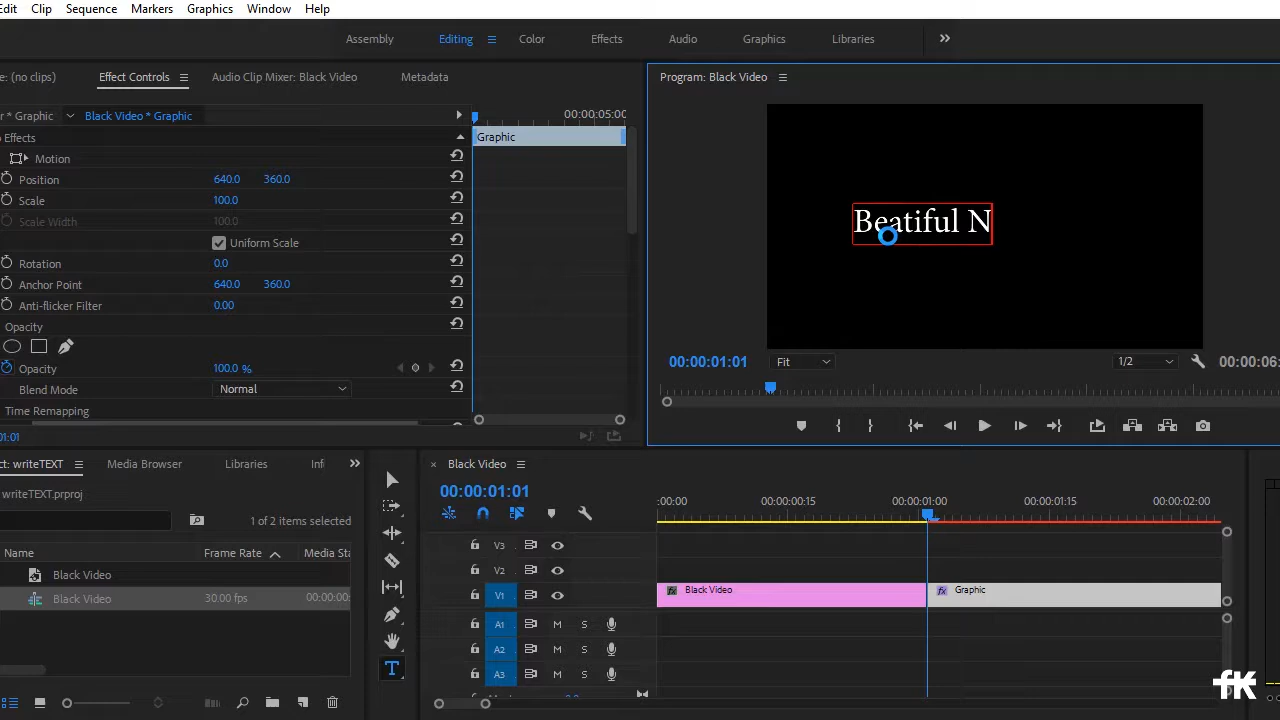 Edit Clip Sequence Markers Graphics Window Help
Assembly Editing Color Effects Audio Graphics Libraries
e: (no clips) Effect Controls Audio Clip Mixer: Black Video Metadata
Program: Black Video
r * Graphic Black Video * Graphic 00:00:05:00
Effects
Graphic
Motion
Position 640.0 360.0
Scale 100.0
Scale Width 100.0
Uniform Scale
Rotation 0.0
Anchor Point 640.0 360.0
Anti-flicker Filter 0.00
Opacity
Opacity 100.0 %
Blend Mode Normal
Time Remapping
:01:01
Beatiful N
00:00:01:01 Fit 1/2 00:00:06:
ct: writeTEXT Media Browser Libraries Inf
writeTEXT.prproj
1 of 2 items selected
Name Frame Rate Media Sta
Black Video
Black Video 30.00 fps 00:00:00:
T
Black Video
00:00:01:01
:00:00 00:00:00:15 00:00:01:00 00:00:01:15 00:00:02:00
V3
V2
V1
fx Black Video fx Graphic
A1 M S
A2 M S
A3 M S
fK